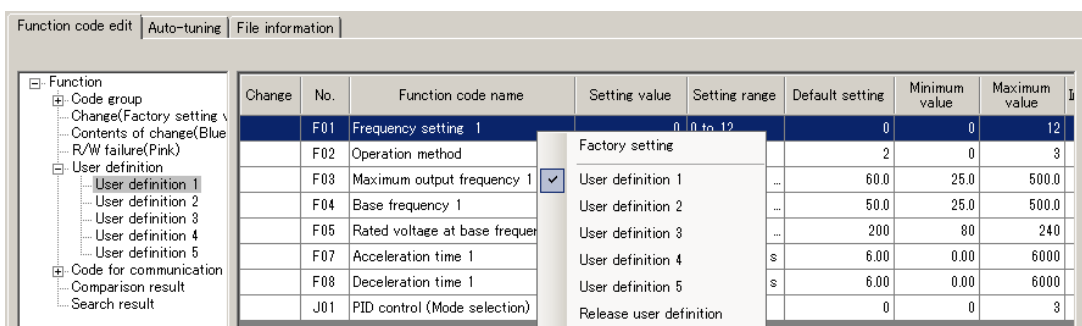 Function code edit Auto-tuning File information
Function
Code group
Change(Factory setting
Contents of change(Blue
R/W failure(Pink)
User definition
User definition 1
User definition 2
User definition 3
User definition 4
User definition 5
Code for communication
Comparison result
Search result
Change No. Function code name Setting value Setting range Default setting Minimum value Maximum value
F01 Frequency setting 1 0 0 to 12 0 0 12
F02 Operation method 2 0 3
F03 Maximum output frequency 1 ... 60.0 25.0 500.0
F04 Base frequency 1 ... 50.0 25.0 500.0
F05 Rated voltage at base frequen ... 200 80 240
F07 Acceleration time 1 s 6.00 0.00 6000
F08 Deceleration time 1 s 6.00 0.00 6000
J01 PID control (Mode selection) 0 0 3
Factory setting
User definition 1
User definition 2
User definition 3
User definition 4
User definition 5
Release user definition